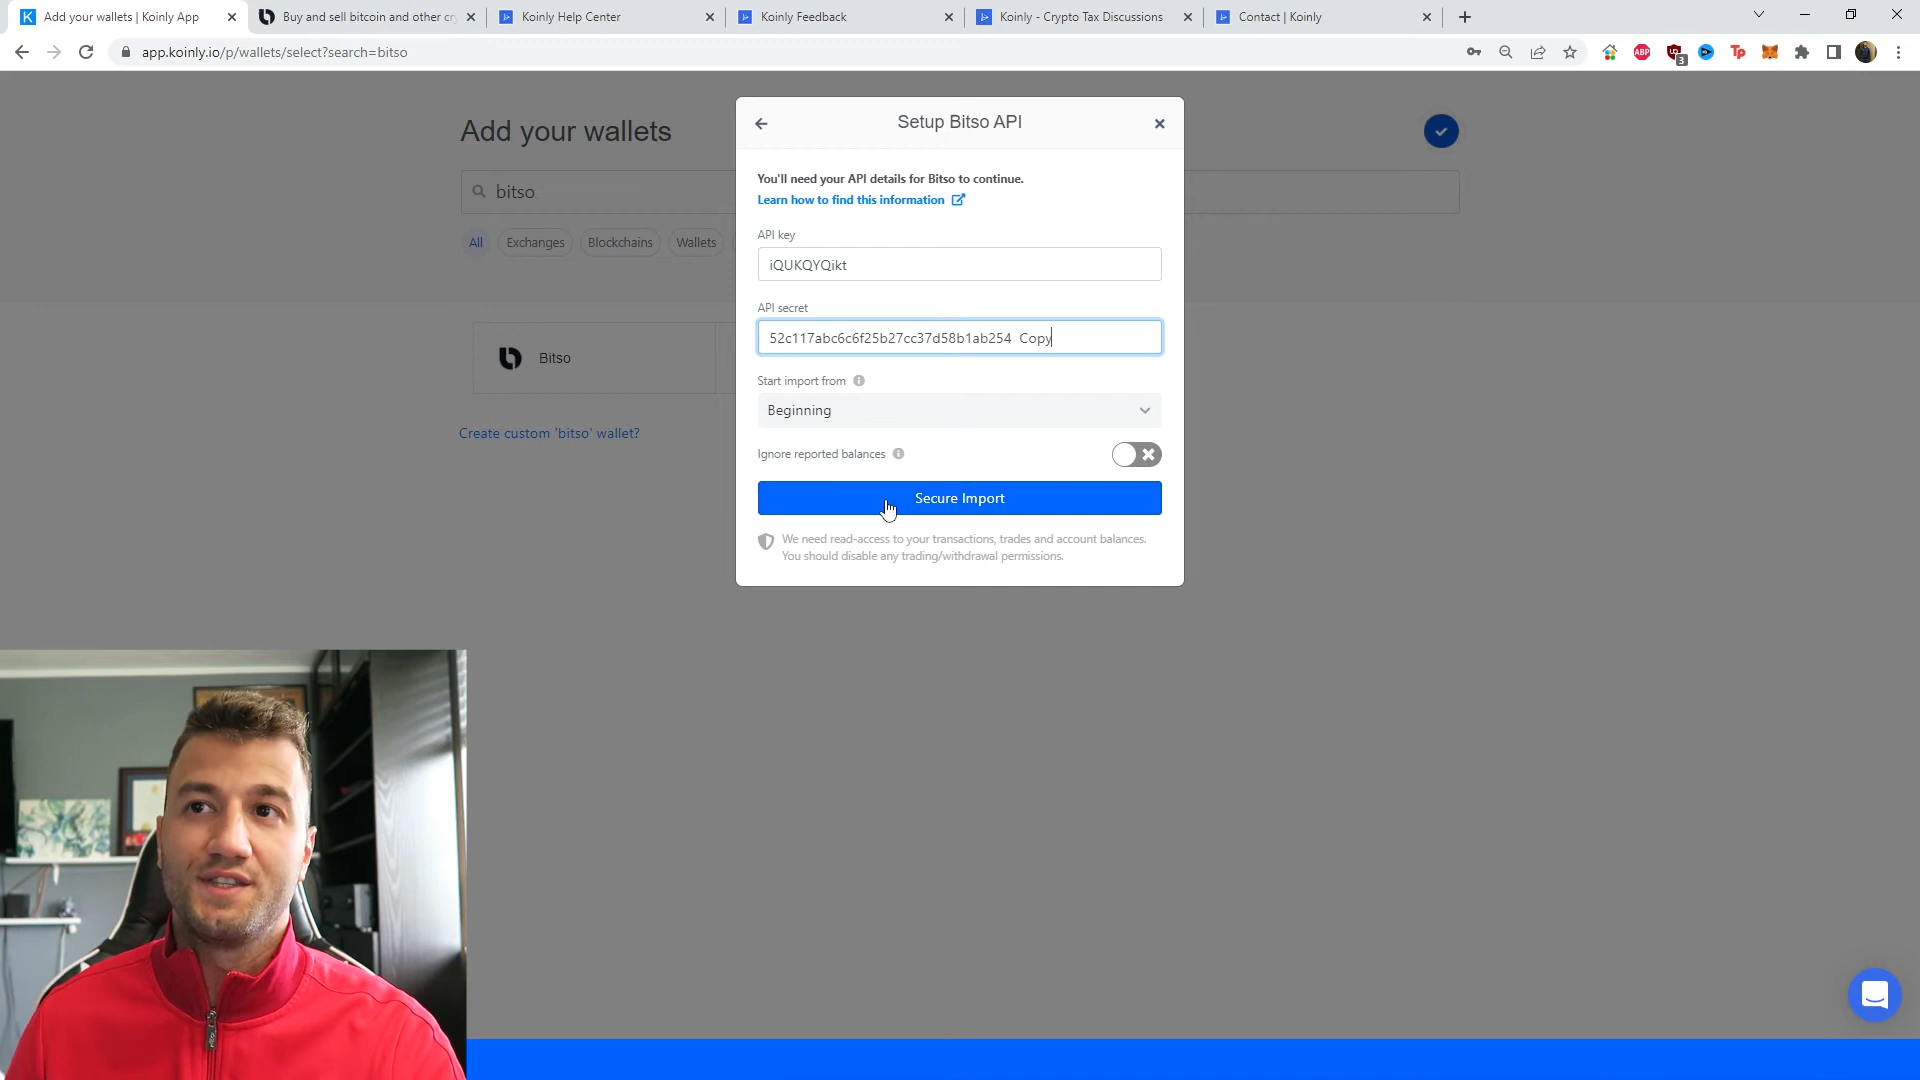 Add your wallets | Koinly App
Buy and sell bitcoin and other cry
Koinly Help Center
Koinly Feedback
Koinly - Crypto Tax Discussions
Contact | Koinly
app.koinly.io/p/wallets/select?search=bitso
ABP
3
Tp
Add your wallets
bitso
All
Exchanges
Blockchains
Wallets
Bitso
Create custom 'bitso' wallet?
Setup Bitso API
You'll need your API details for Bitso to continue.
Learn how to find this information
API key
iQUKQYQikt
API secret
52c117abc6c6f25b27cc37d58b1ab254 Copy
Start import from
Beginning
Ignore reported balances
Secure Import
We need read-access to your transactions, trades and account balances.
You should disable any trading/withdrawal permissions.